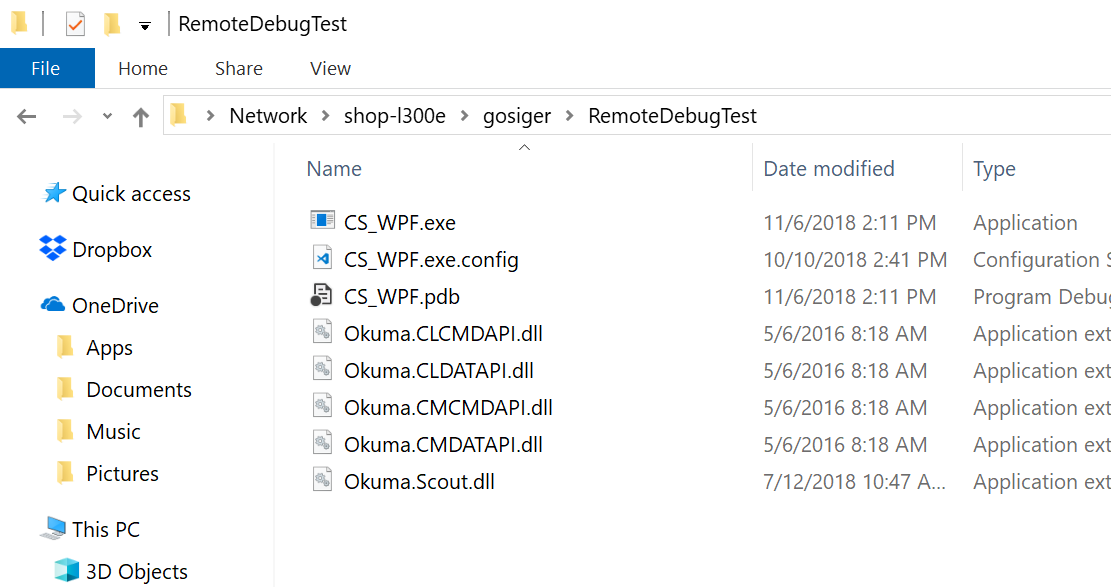 RemoteDebugTest
File Home Share View
Network shop-l300e gosiger RemoteDebugTest
Name Date modified Type
Quick access
Dropbox
OneDrive
Apps
Documents
Music
Pictures
This PC
3D Objects
CS_WPF.exe 11/6/2018 2:11 PM Application
CS_WPF.exe.config 10/10/2018 2:41 PM Configuration S
CS_WPF.pdb 11/6/2018 2:11 PM Program Debug
Okuma.CLCMDAPI.dll 5/6/2016 8:18 AM Application ext
Okuma.CLDATAPI.dll 5/6/2016 8:18 AM Application ext
Okuma.CMCMDAPI.dll 5/6/2016 8:18 AM Application ext
Okuma.CMDATAPI.dll 5/6/2016 8:18 AM Application ext
Okuma.Scout.dll 7/12/2018 10:47 A... Application ext